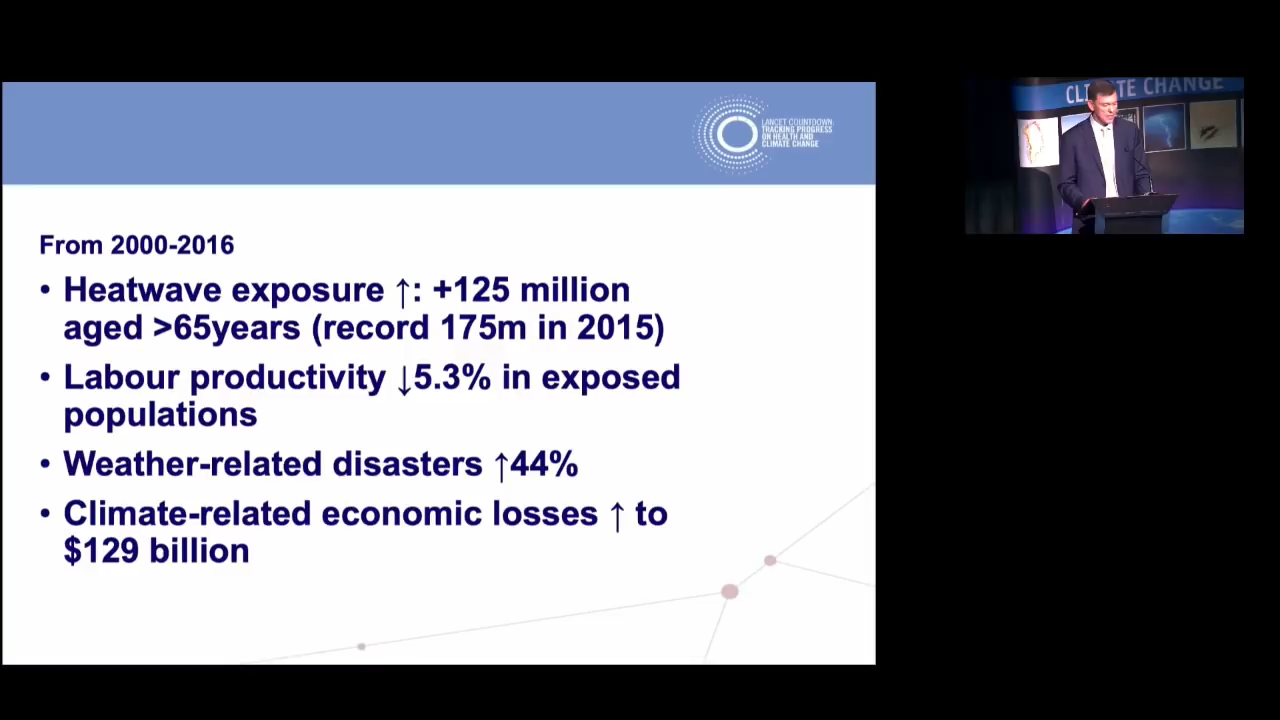 LANCET COUNTDOWN
TRACKING PROGRESS
ON HEALTH AND
CLIMATE CHANGE
From 2000-2016
• Heatwave exposure ↑: +125 million
aged >65years (record 175m in 2015)
• Labour productivity ↓5.3% in exposed
populations
• Weather-related disasters ↑44%
• Climate-related economic losses ↑ to
$129 billion
CLI TE CHANGE